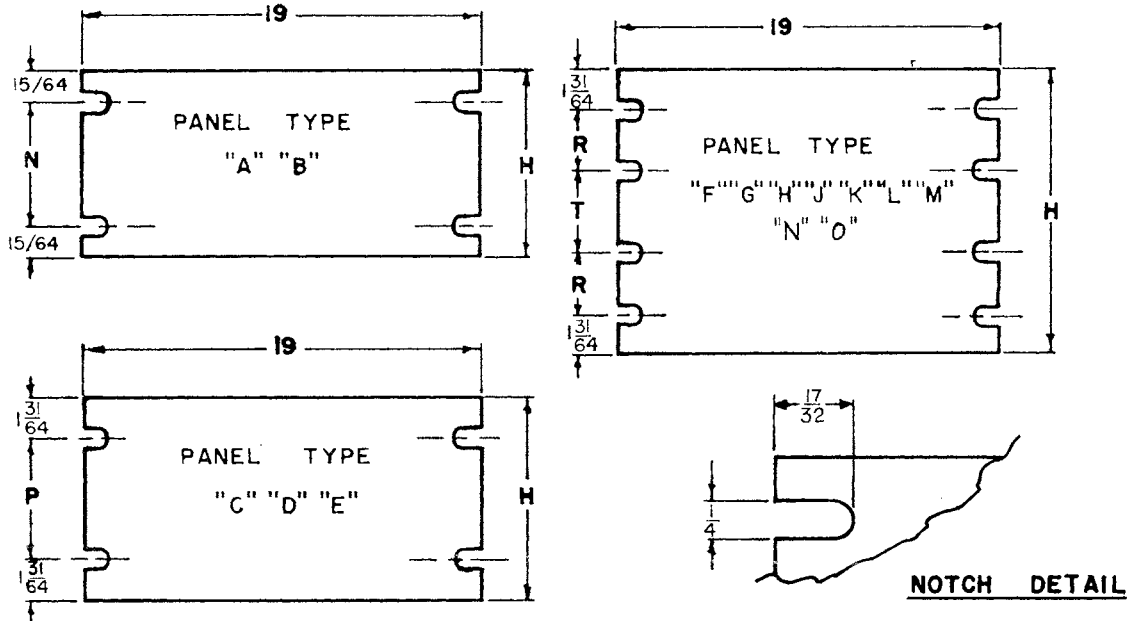 19
15/64
N
15/64
H
PANEL TYPE
"A" "B"
19
1 31/64
R
T
R
1 31/64
H
PANEL TYPE
"F" "G" "H" "J" "K" "L" "M"
"N" "O"
19
1 31/64
P
1 31/64
H
PANEL TYPE
"C" "D" "E"
17/32
1/4
NOTCH DETAIL